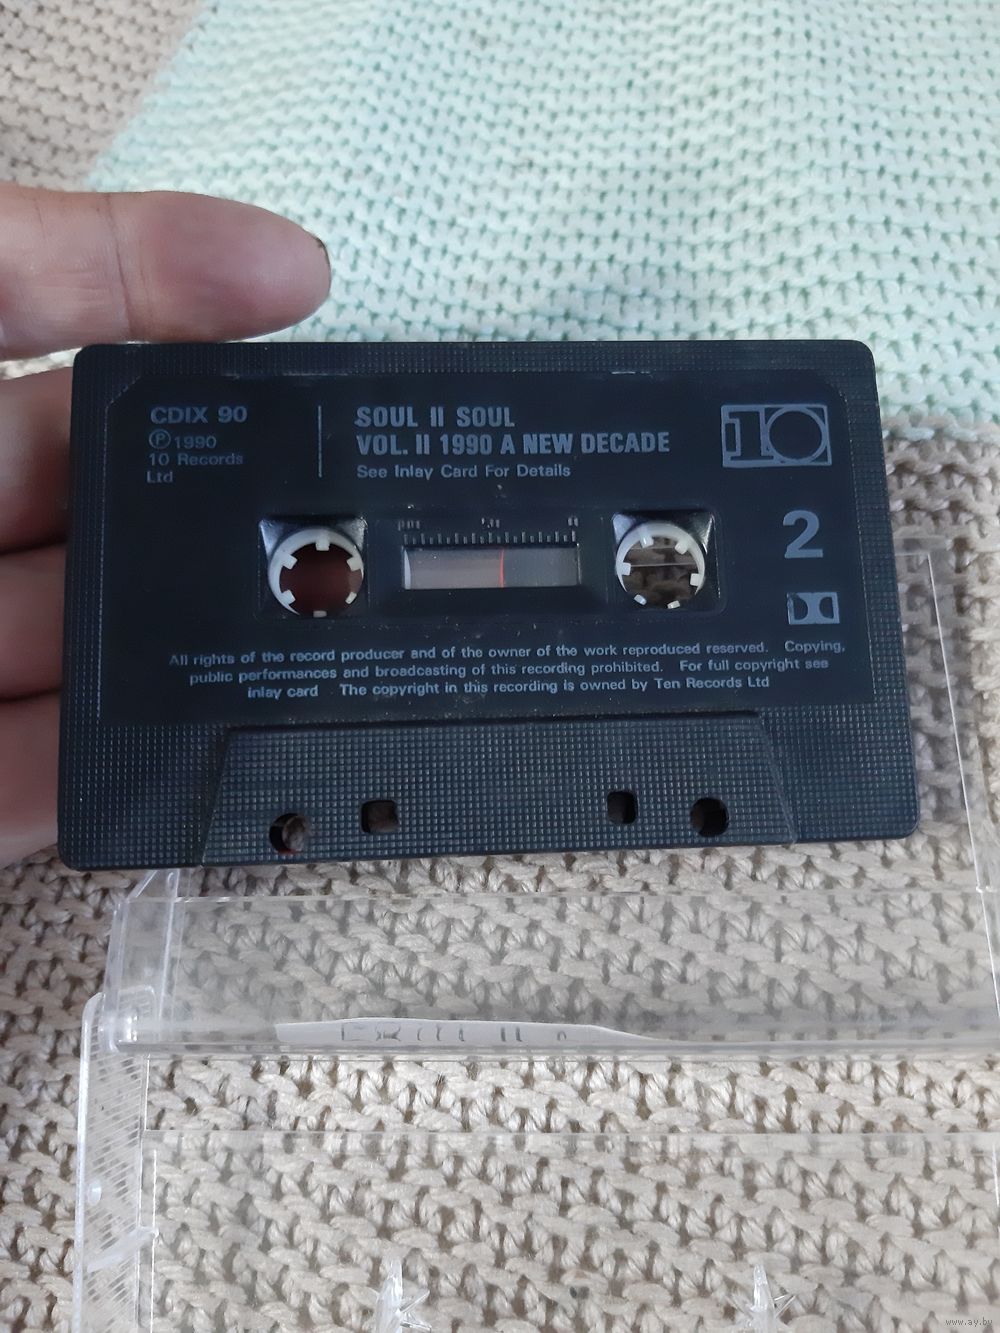 CDIX 90
Ⓟ 1990
10 Records
Ltd
SOUL II SOUL
VOL. II 1990 A NEW DECADE
See Inlay Card For Details
10
2
All rights of the record producer and of the owner of the work reproduced reserved. Copying,
public performances and broadcasting of this recording prohibited. For full copyright see
inlay card The copyright in this recording is owned by Ten Records Ltd
www.ay.by